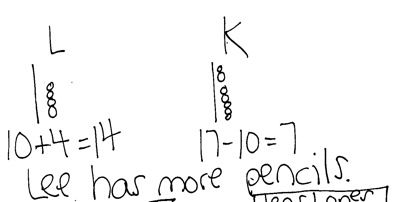 L K
10+4=14 17-10=7
Lee has more pencils.